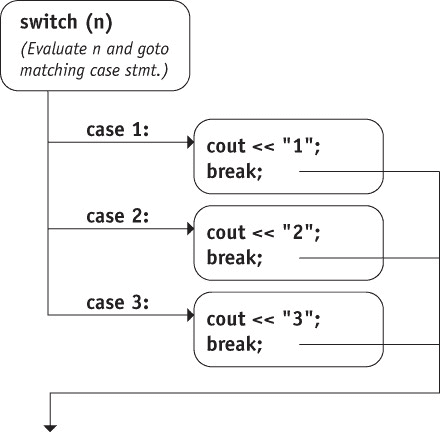 switch (n)
(Evaluate n and goto
matching case stmt.)
case 1:
cout << "1";
break;
case 2:
cout << "2";
break;
case 3:
cout << "3";
break;